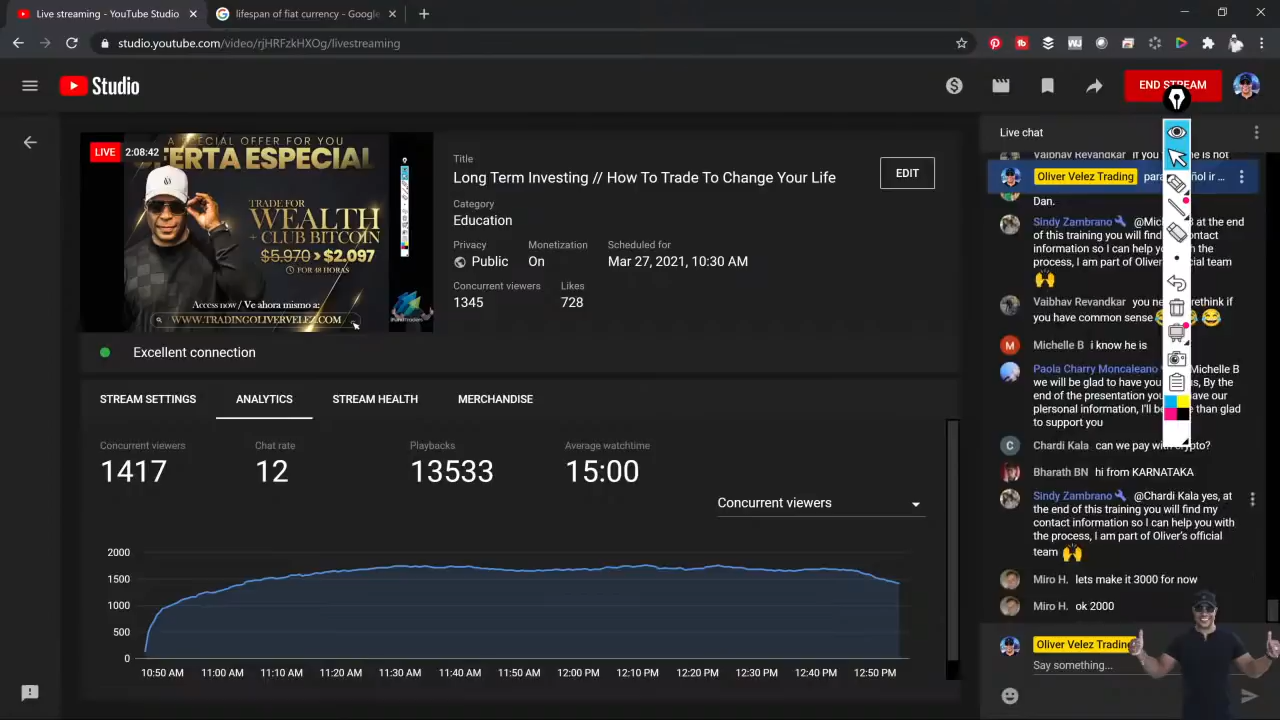 Live streaming - YouTube Studio
lifespan of fiat currency - Google
studio.youtube.com/video/rjHRFzkHXOg/livestreaming
Studio
END STREAM
LIVE 2:08:42
A SPECIAL OFFER FOR YOU
FERTA ESPECIAL
TRADE FOR
WEALTH
+ CLUB BITCOIN
$5.970 > $2.097
FOR 48 HORAS
Access now / Ve ahora mismo a:
WWW.TRADINGOLIVERVELEZ.COM
Title
Long Term Investing // How To Trade To Change Your Life
EDIT
Category
Education
Privacy Monetization Scheduled for
Public On Mar 27, 2021, 10:30 AM
Concurrent viewers Likes
1345 728
Excellent connection
STREAM SETTINGS ANALYTICS STREAM HEALTH MERCHANDISE
Concurrent viewers Chat rate Playbacks Average watchtime
1417 12 13533 15:00
Concurrent viewers
2000
1500
1000
500
0
10:50 AM 11:00 AM 11:10 AM 11:20 AM 11:30 AM 11:40 AM 11:50 AM 12:00 PM 12:10 PM 12:20 PM 12:30 PM 12:40 PM 12:50 PM
Live chat
Vaibhav Revandkar If you is not
Oliver Velez Trading ir ...
Dan.
Sindy Zambrano at the end
of this training you will find
information so I can help you the
process, I am part of Oliver's official
team
Vaibhav Revandkar you rethink if
you have common sense
Michelle B i know he is
Paola Charry Moncaleano Michelle B
we will be glad to have you By the
end of the presentation you have our
plersonal information, I'll be than glad
to support you
Chardi Kala can we pay crypto?
Bharath BN hi from KARNATAKA
Sindy Zambrano @Chardi Kala yes, at
the end of this training you will find my
contact information so I can help you with
the process, I am part of Oliver's official
team
Miro H. lets make it 3000 for now
Miro H. ok 2000
Oliver Velez Trading
Say something...